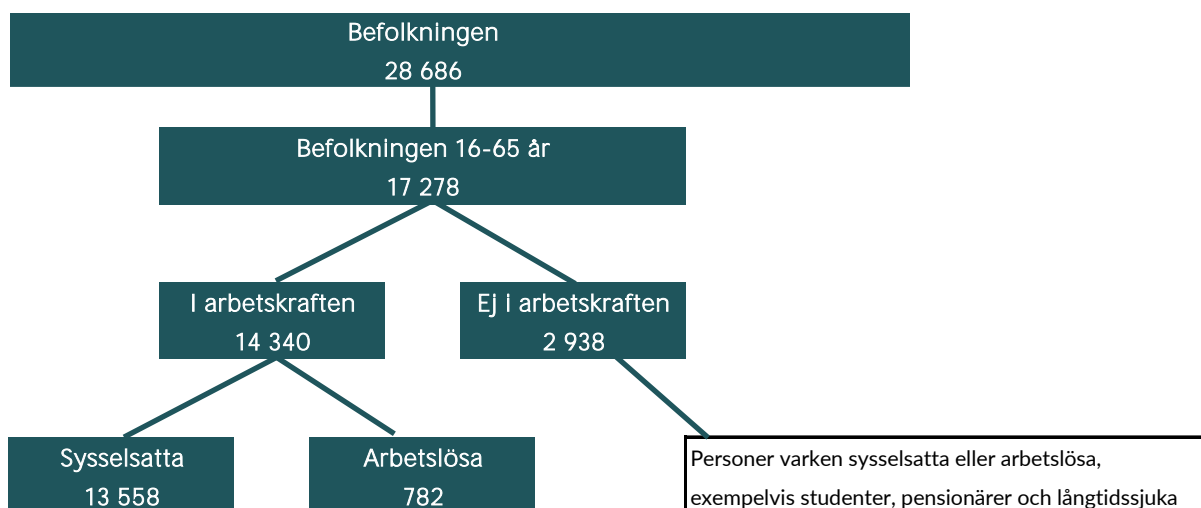 Befolkningen
28 686
Befolkningen 16-65 år
17 278
I arbetskraften
14 340
Ej i arbetskraften
2 938
Sysselsatta
13 558
Arbetslösa
782
Personer varken sysselsatta eller arbetslösa,
exempelvis studenter, pensionärer och långtidssjuka